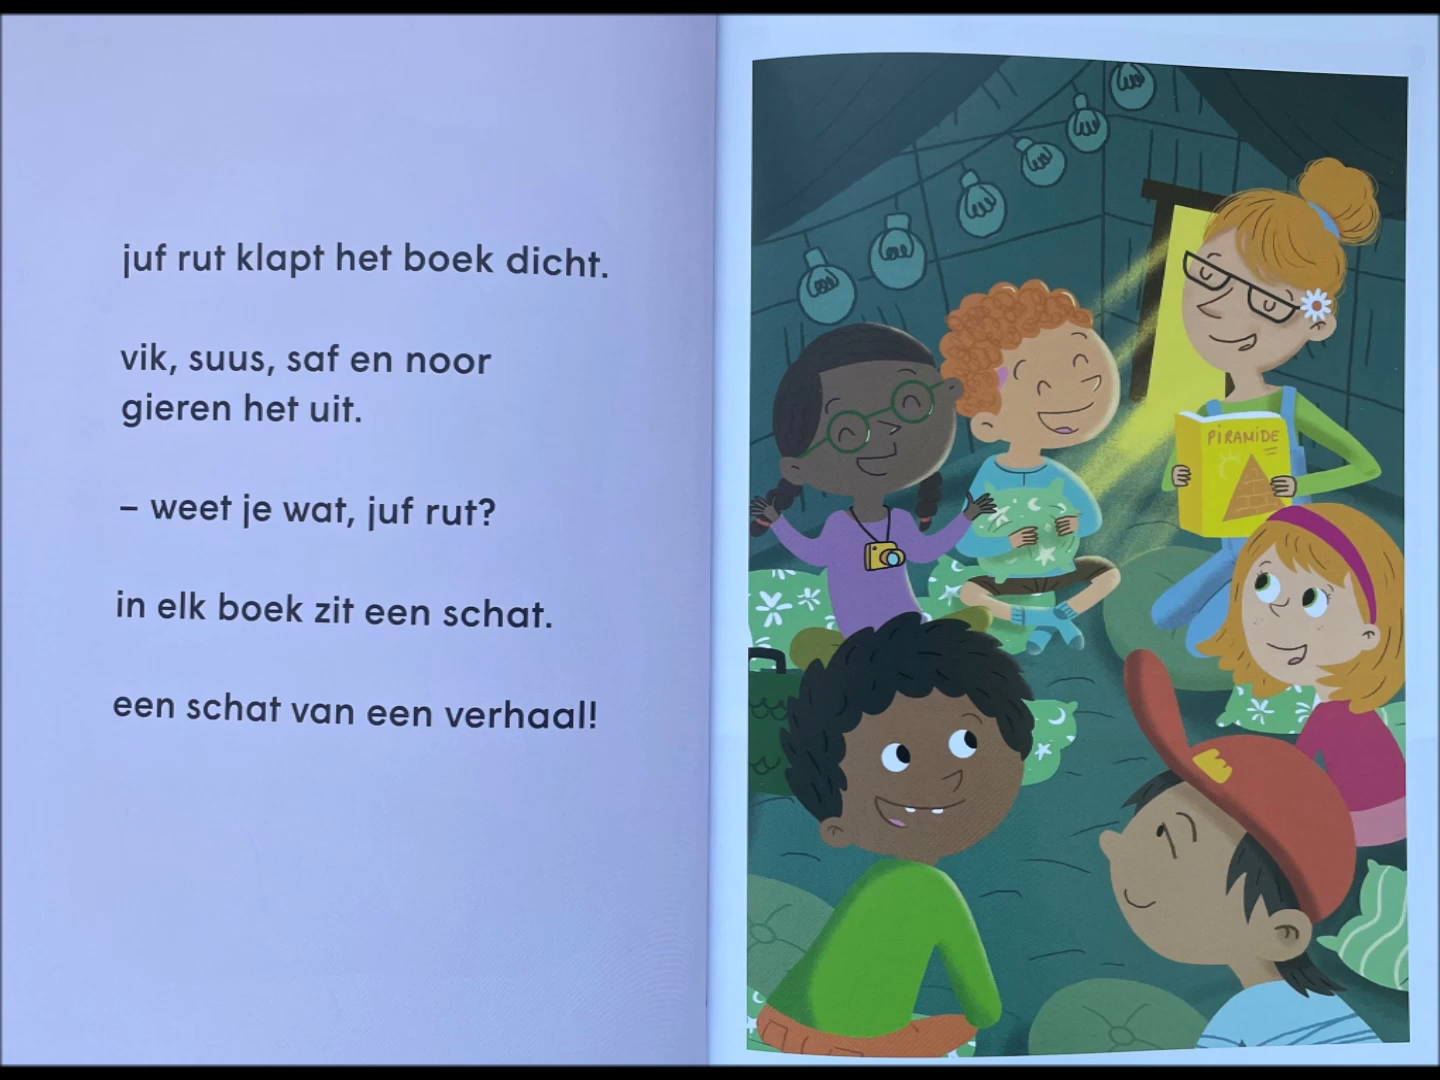 juf rut klapt het boek dicht.
vik, suus, saf en noor
gieren het uit.
– weet je wat, juf rut?
in elk boek zit een schat.
een schat van een verhaal!
PiRAMiDE